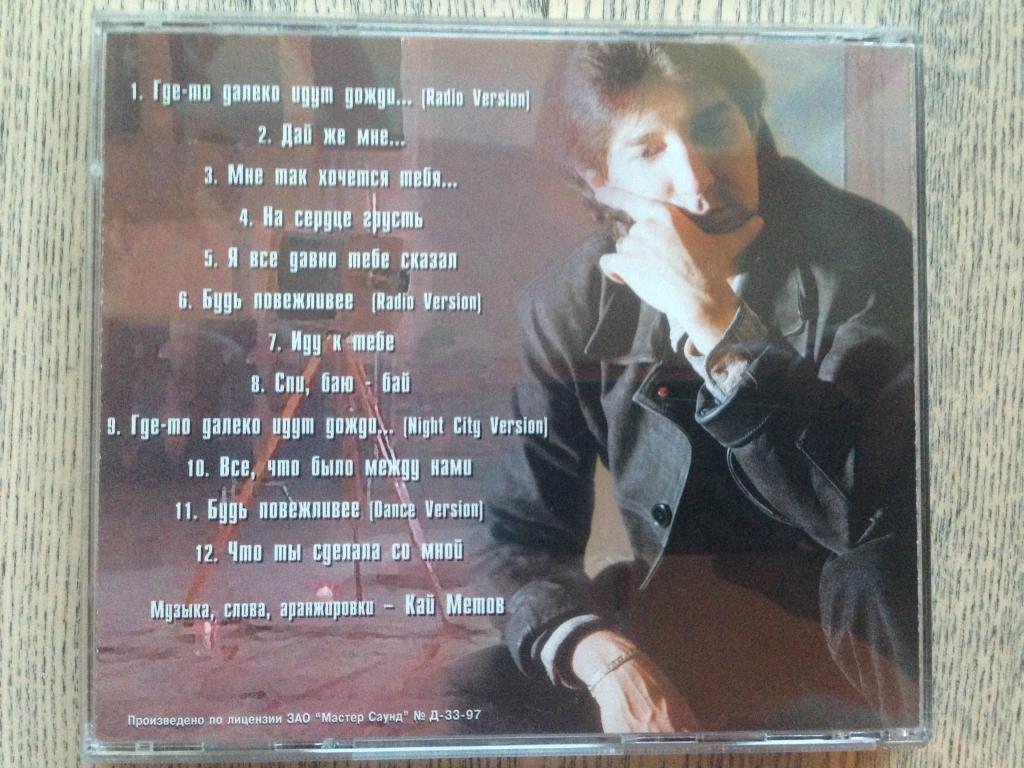 1. Где-то далеко идут дожди... (Radio Version)
2. Дай же мне...
3. Мне так хочется тебя...
4. На сердце грусть
5. Я все давно тебе сказал
6. Будь повежливее (Radio Version)
7. Иду к тебе
8. Спи, баю - бай
9. Где-то далеко идут дожди... (Night City Version)
10. Все, что было между нами
11. Будь повежливее (Dance Version)
12. Что ты сделала со мной
Музыка, слова, аранжировки – Кай Метов
Произведено по лицензии ЗАО "Мастер Саунд" № Д-33-97